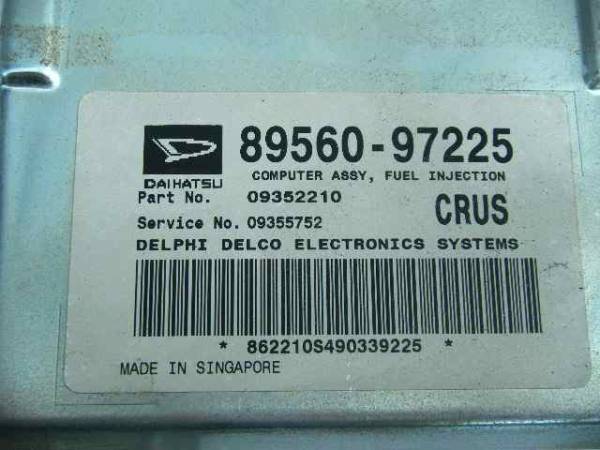 89560-97225
DAIHATSU
COMPUTER ASSY, FUEL INJECTION
Part No. 09352210
CRUS
Service No. 09355752
DELPHI DELCO ELECTRONICS SYSTEMS
* 862210S490339225 *
MADE IN SINGAPORE